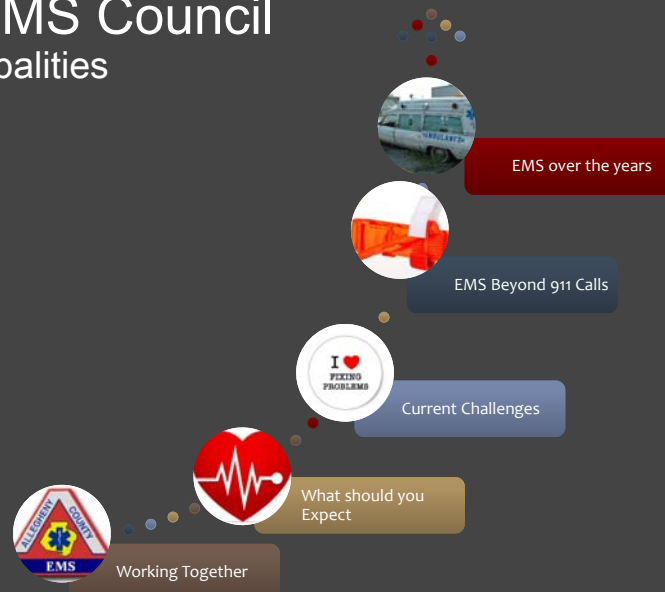 MS Council
palities
AMBULANCE
EMS over the years
EMS Beyond 911 Calls
I ❤
FIXING
PROBLEMS
Current Challenges
What should you
Expect
ALLEGHENY COUNTY
EMS
Working Together